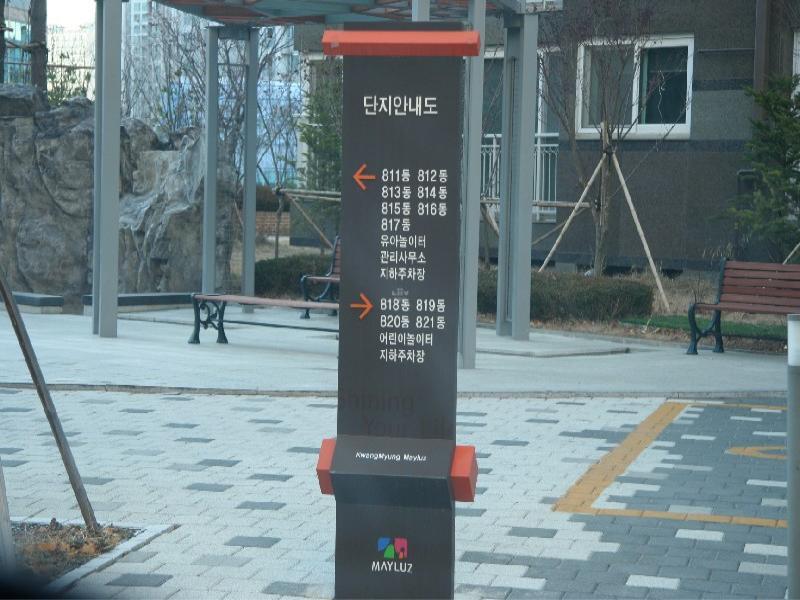 단지안내도
811동 812동
813동 814동
815동 816동
817동
유아놀이터
관리사무소
지하주차장
818동 819동
820동 821동
어린이놀이터
지하주차장
Shining
Your Life
KwangMyung Mayluz
MAYLUZ